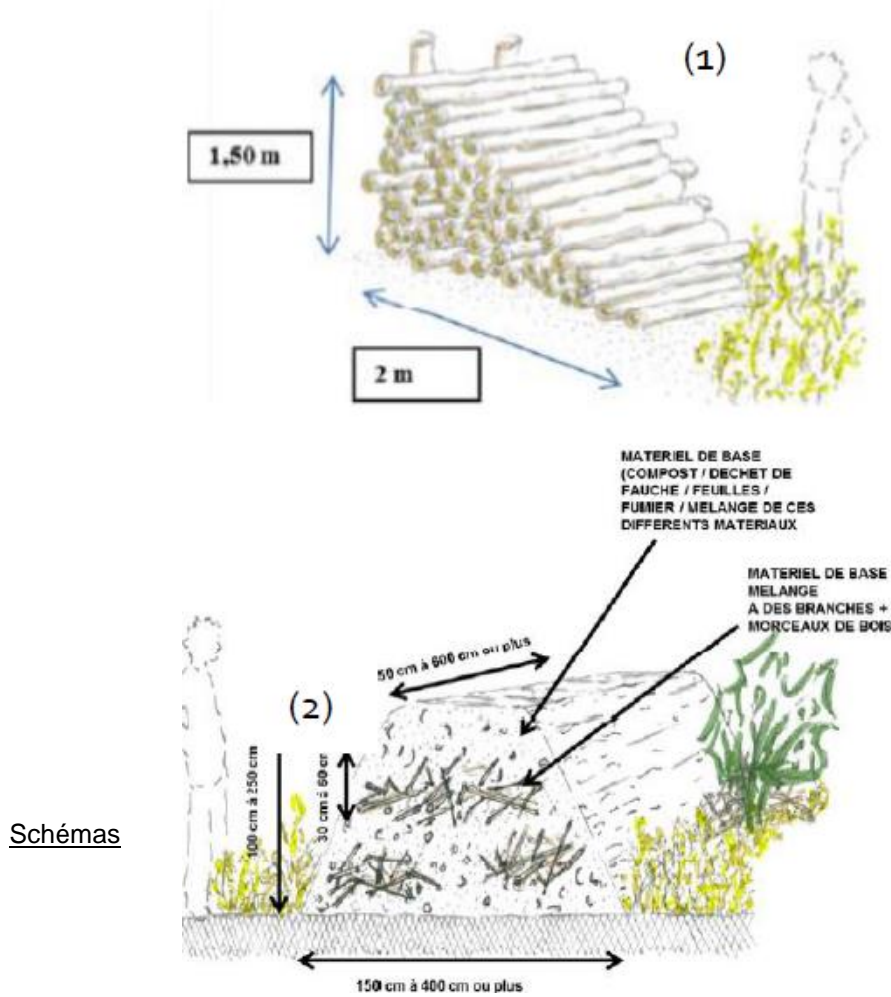 (1)
1,50 m
2 m
MATERIEL DE BASE
(COMPOST / DECHET DE
FAUCHE / FEUILLES /
FUMIER / MELANGE DE CES
DIFFERENTS MATERIAUX
MATERIEL DE BASE
MELANGE
A DES BRANCHES +
MORCEAUX DE BOIS
50 cm à 600 cm ou plus
(2)
100 cm à 250 cm
30 cm à 60 cm
Schémas
150 cm à 400 cm ou plus